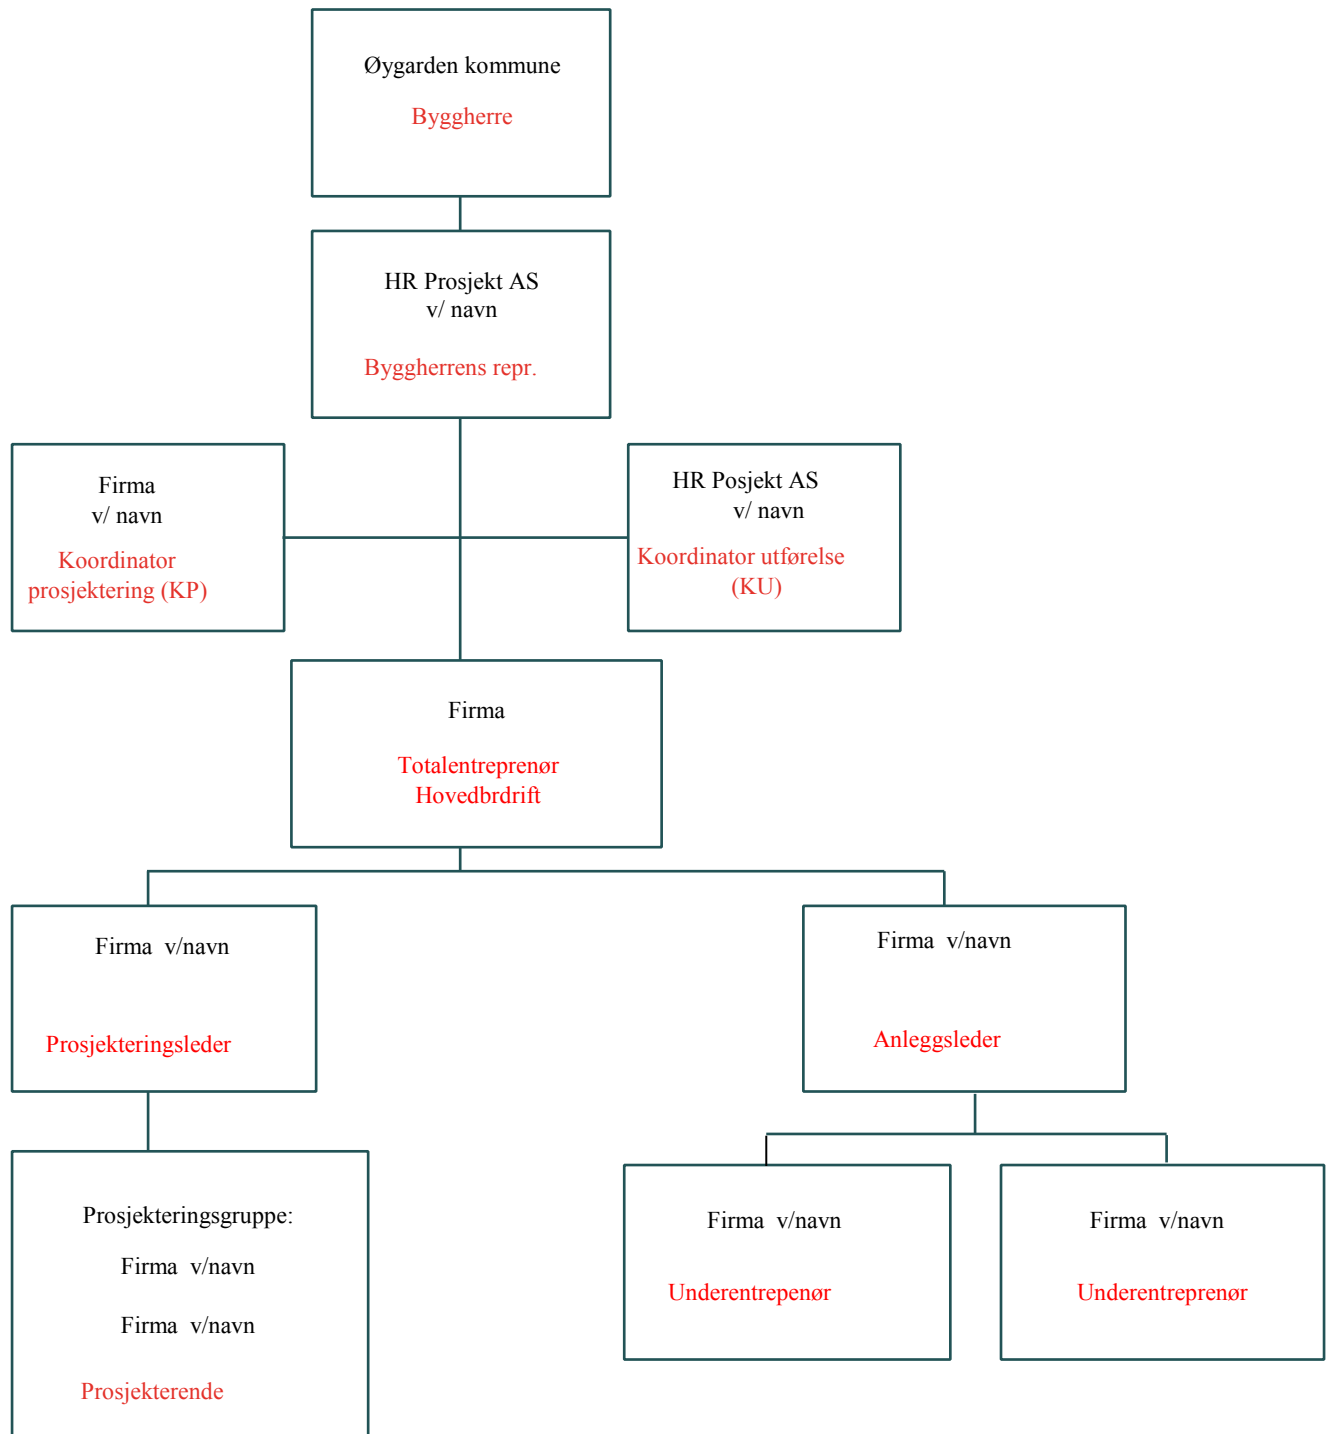 Øygarden kommune
Byggherre
HR Prosjekt AS
v/ navn
Byggherrens repr.
Firma
v/ navn
Koordinator
prosjektering (KP)
HR Posjekt AS
v/ navn
Koordinator utførelse
(KU)
Firma
Totalentreprenør
Hovedbrdrift
Firma v/navn
Prosjekteringsleder
Firma v/navn
Anleggsleder
Prosjekteringsgruppe:
Firma v/navn
Firma v/navn
Prosjekterende
Firma v/navn
Underentrepenør
Firma v/navn
Underentreprenør